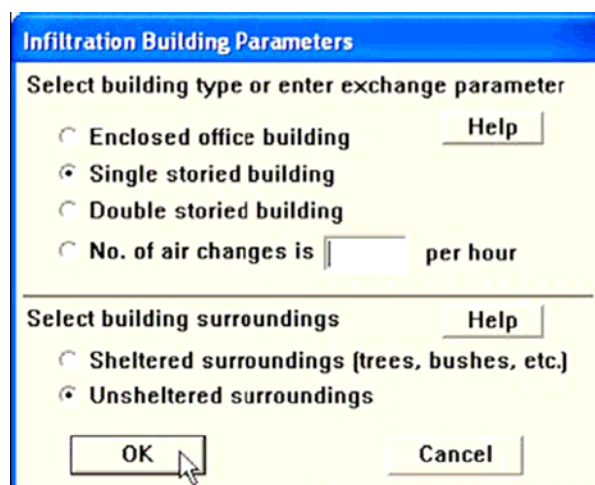 Infiltration Building Parameters
Select building type or enter exchange parameter
Enclosed office building
Help
Single storied building
Double storied building
No. of air changes is per hour
Select building surroundings
Help
Sheltered surroundings (trees, bushes, etc.)
Unsheltered surroundings
OK
Cancel